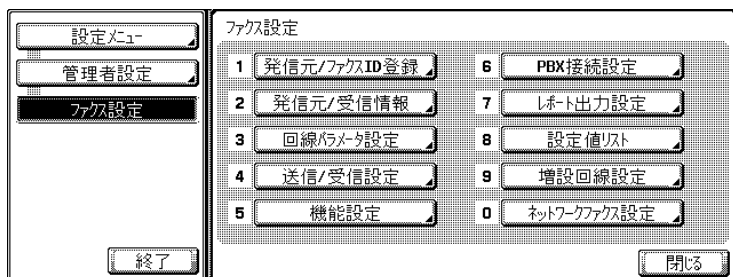 設定メニュー
管理者設定
ファクス設定
終了
ファクス設定
1 発信元/ファクスID登録
2 発信元/受信情報
3 回線パラメータ設定
4 送信/受信設定
5 機能設定
6 PBX接続設定
7 レポート出力設定
8 設定値リスト
9 増設回線設定
0 ネットワークファクス設定
閉じる